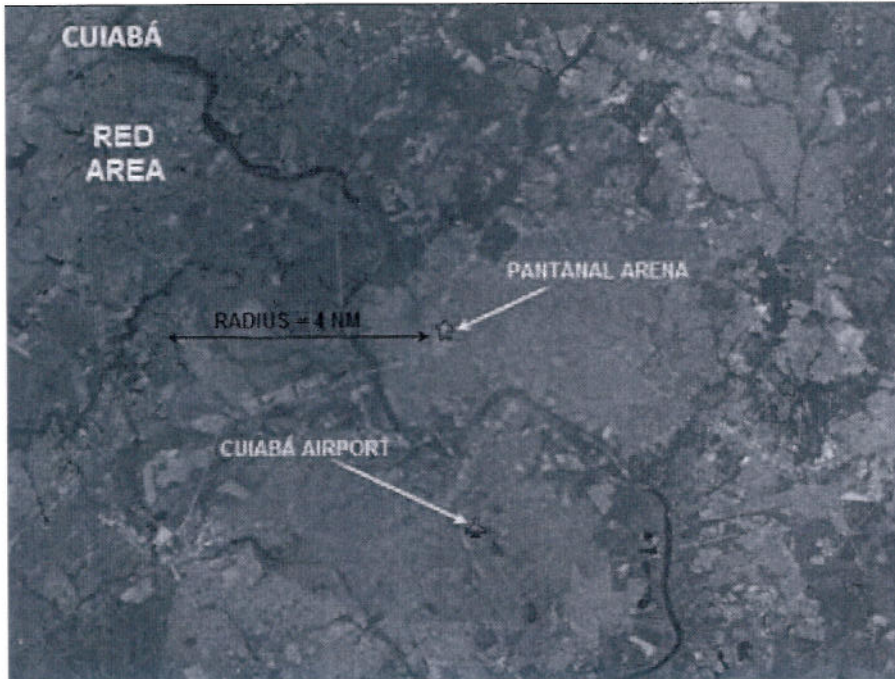 CUIABÁ
RED
AREA
PANTANAL ARENA
RADIUS = 4 NM
CUIABÁ AIRPORT